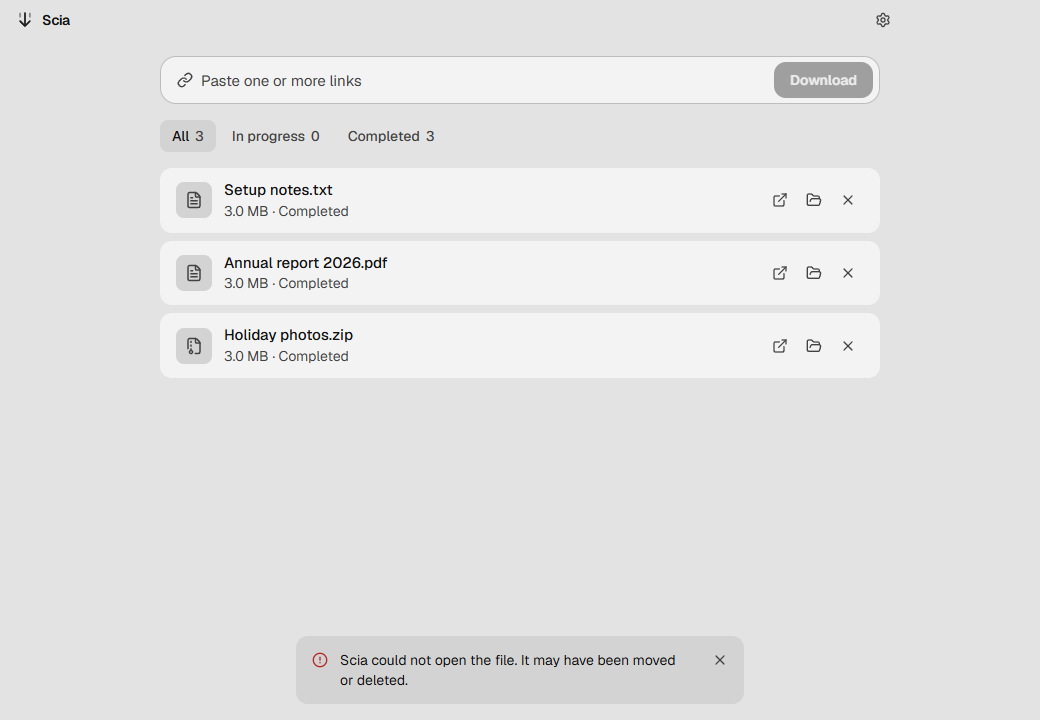 Scia
Paste one or more links
Download
All 3
In progress 0
Completed 3
Setup notes.txt
3.0 MB · Completed
Annual report 2026.pdf
3.0 MB · Completed
Holiday photos.zip
3.0 MB · Completed
Scia could not open the file. It may have been moved
or deleted.